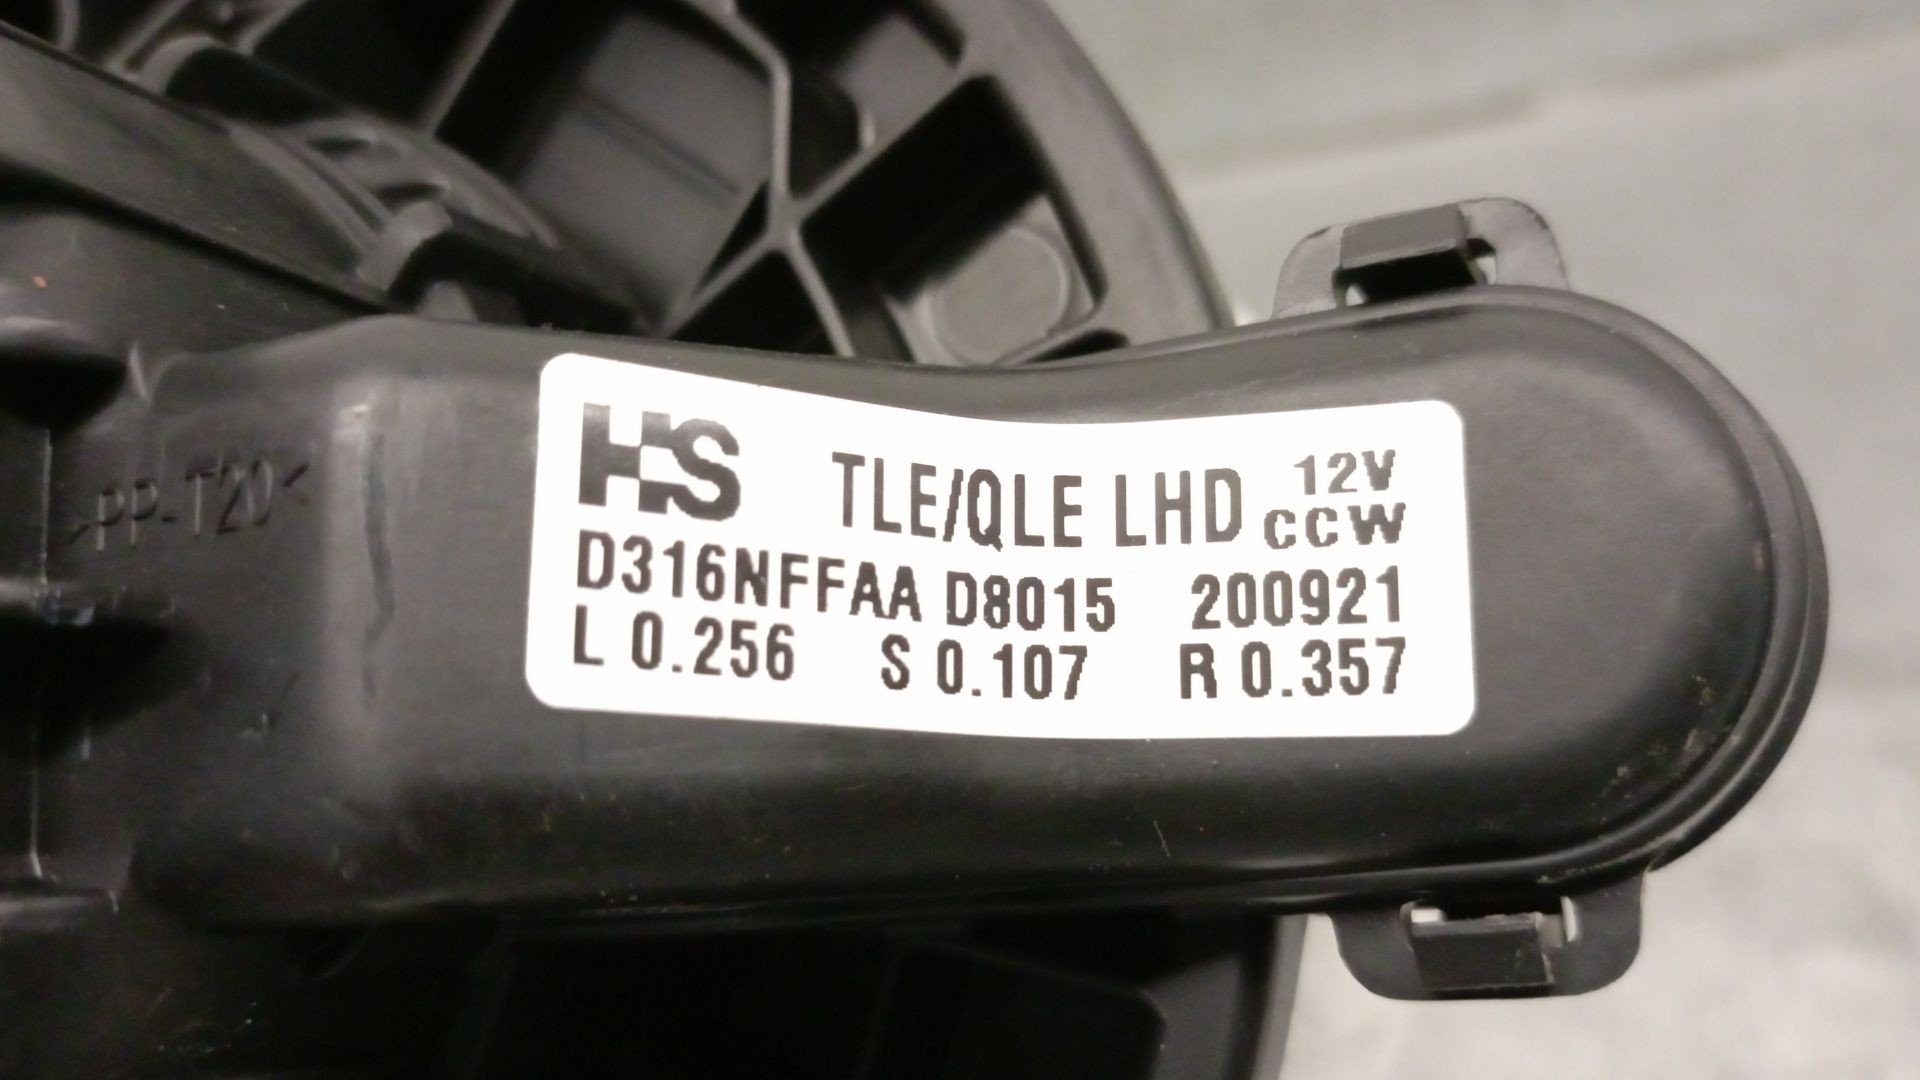 HS TLE/QLE LHD 12V CCW
D316NFFAA D8015 200921
L 0.256 S 0.107 R 0.357
>PP-T20<